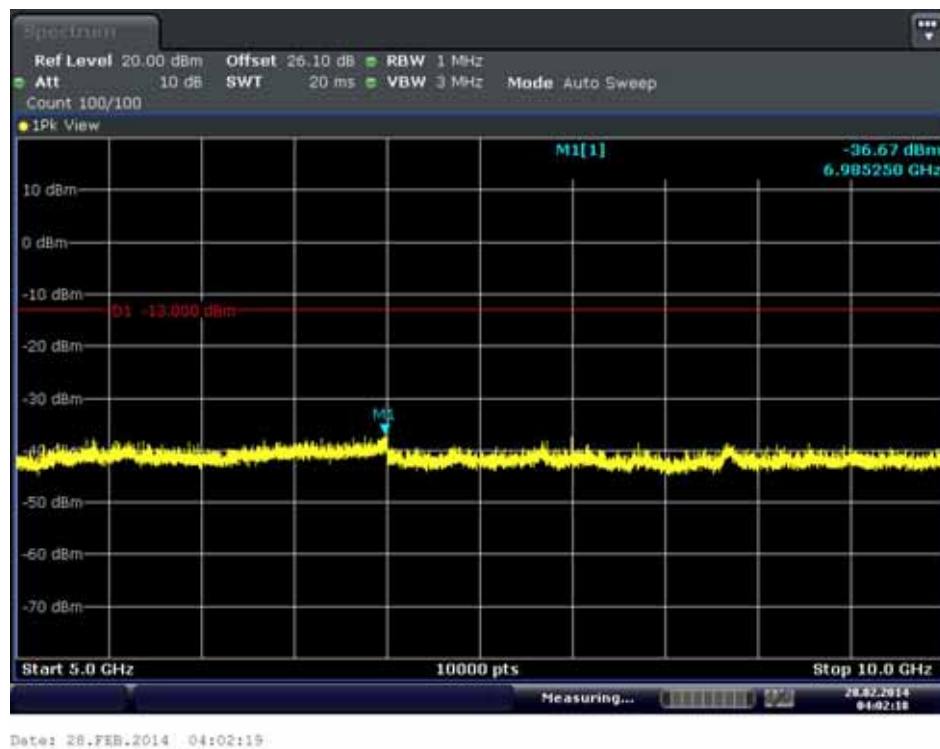 Spectrum
Ref Level 20.00 dBm Offset 26.10 dB RBW 1 MHz
Att 10 dB SWT 20 ms VBW 3 MHz Mode Auto Sweep
Count 100/100
1Pk View
M1[1] -36.67 dBm
6.985250 GHz
10 dBm
0 dBm
-10 dBm
D1 -13.000 dBm
-20 dBm
-30 dBm
M1
-40 dBm
-50 dBm
-60 dBm
-70 dBm
Start 5.0 GHz 10000 pts Stop 10.0 GHz
Measuring... 28.02.2014
04:02:18
Date: 28.FEB.2014 04:02:19